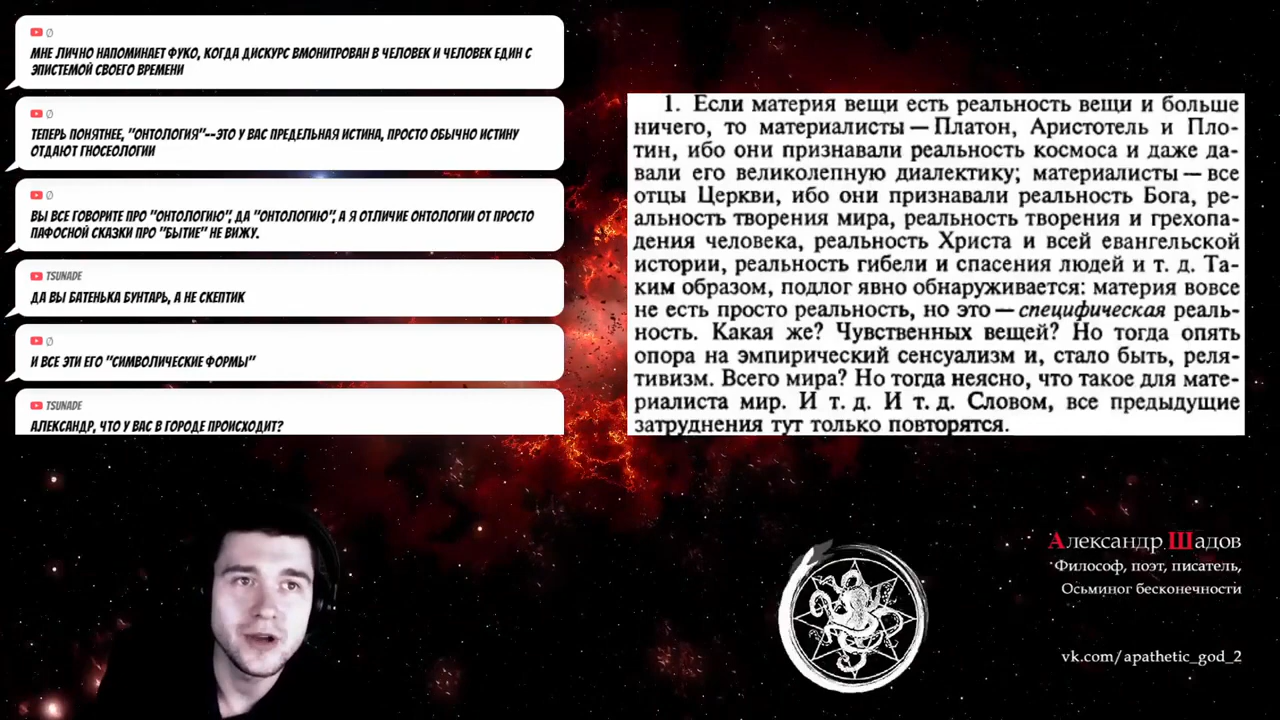 Ø
МНЕ ЛИЧНО НАПОМИНАЕТ ФУКО, КОГДА ДИСКУРС ВМОНИТРОВАН В ЧЕЛОВЕК И ЧЕЛОВЕК ЕДИН С
ЭПИСТЕМОЙ СВОЕГО ВРЕМЕНИ
Ø
ТЕПЕРЬ ПОНЯТНЕЕ, "ОНТОЛОГИЯ"--ЭТО У ВАС ПРЕДЕЛЬНАЯ ИСТИНА, ПРОСТО ОБЫЧНО ИСТИНУ
ОТДАЮТ ГНОСЕОЛОГИИ
Ø
ВЫ ВСЕ ГОВОРИТЕ ПРО "ОНТОЛОГИЮ", ДА "ОНТОЛОГИЮ", А Я ОТЛИЧИЕ ОНТОЛОГИИ ОТ ПРОСТО
ПАФОСНОЙ СКАЗКИ ПРО "БЫТИЕ" НЕ ВИЖУ.
TSUNADE
ДА ВЫ БАТЕНЬКА БУНТАРЬ, А НЕ СКЕПТИК
Ø
И ВСЕ ЭТИ ЕГО "СИМВОЛИЧЕСКИЕ ФОРМЫ"
TSUNADE
АЛЕКСАНДР, ЧТО У ВАС В ГОРОДЕ ПРОИСХОДИТ?
1. Если материя вещи есть реальность вещи и больше
ничего, то материалисты — Платон, Аристотель и Пло-
тин, ибо они признавали реальность космоса и даже да-
вали его великолепную диалектику; материалисты — все
отцы Церкви, ибо они признавали реальность Бога, ре-
альность творения мира, реальность творения и грехопа-
дения человека, реальность Христа и всей евангельской
истории, реальность гибели и спасения людей и т. д. Та-
ким образом, подлог явно обнаруживается: материя вовсе
не есть просто реальность, но это — специфическая реаль-
ность. Какая же? Чувственных вещей? Но тогда опять
опора на эмпирический сенсуализм и, стало быть, реля-
тивизм. Всего мира? Но тогда неясно, что такое для мате-
риалиста мир. И т. д. И т. д. Словом, все предыдущие
затруднения тут только повторятся.
Александр Шадов
Философ, поэт, писатель,
Осьминог бесконечности
vk.com/apathetic_god_2